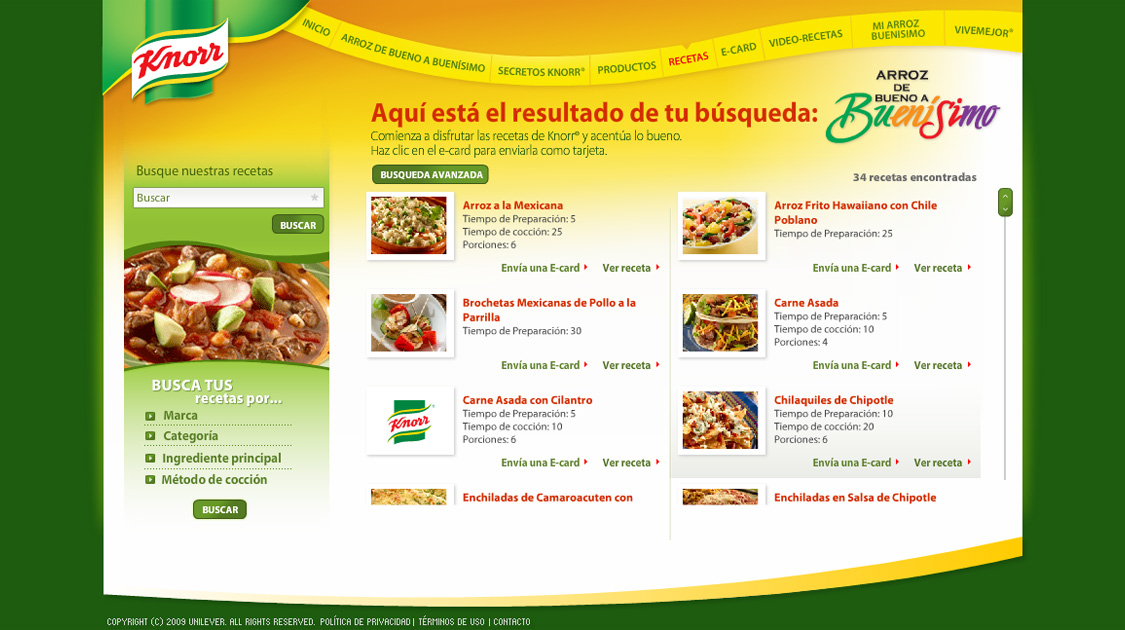 Knorr
INICIO
ARROZ DE BUENO A BUENÍSIMO
SECRETOS KNORR®
PRODUCTOS
RECETAS
E-CARD
VIDEO-RECETAS
MI ARROZ
BUENISIMO
VIVEMEJOR®
ARROZ
DE
BUENO A
Buenísimo
Aquí está el resultado de tu búsqueda:
Comienza a disfrutar las recetas de Knorr® y acentúa lo bueno.
Haz clic en el e-card para enviarla como tarjeta.
BUSQUEDA AVANZADA
34 recetas encontradas
Busque nuestras recetas
Buscar
BUSCAR
BUSCA TUS
recetas por...
Marca
Categoría
Ingrediente principal
Método de cocción
BUSCAR
Arroz a la Mexicana
Tiempo de Preparación: 5
Tiempo de cocción: 25
Porciones: 6
Envía una E-card Ver receta
Arroz Frito Hawaiiano con Chile
Poblano
Tiempo de Preparación: 25
Envía una E-card Ver receta
Brochetas Mexicanas de Pollo a la
Parrilla
Tiempo de Preparación: 30
Envía una E-card Ver receta
Carne Asada
Tiempo de Preparación: 5
Tiempo de cocción: 10
Porciones: 4
Envía una E-card Ver receta
Knorr
Carne Asada con Cilantro
Tiempo de Preparación: 5
Tiempo de cocción: 10
Porciones: 6
Envía una E-card Ver receta
Chilaquiles de Chipotle
Tiempo de Preparación: 10
Tiempo de cocción: 20
Porciones: 6
Envía una E-card Ver receta
Enchiladas de Camaroacuten con
Enchiladas en Salsa de Chipotle
COPYRIGHT (C) 2009 UNILEVER. ALL RIGHTS RESERVED. POLÍTICA DE PRIVACIDAD | TÉRMINOS DE USO | CONTACTO